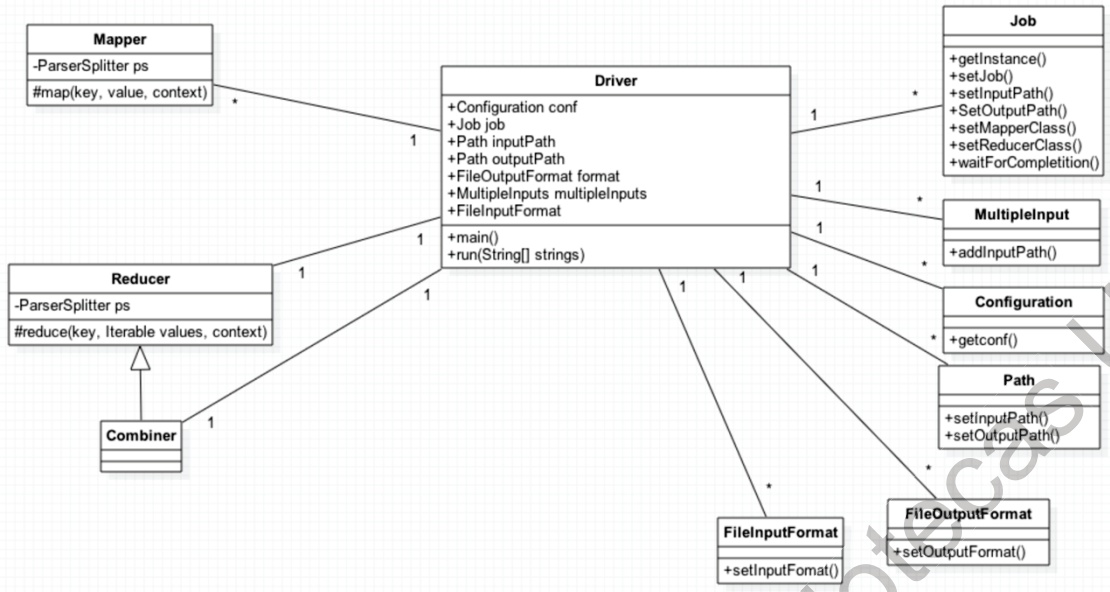 Mapper
-ParserSplitter ps
#map(key, value, context)
*
1
Driver
+Configuration conf
+Job job
+Path inputPath
+Path outputPath
+FileOutputFormat format
+MultipleInputs multipleInputs
+FileInputFormat
+main()
+run(String[] strings)
Job
+getInstance()
+setJob()
+setInputPath()
+SetOutputPath()
+setMapperClass()
+setReducerClass()
+waitForCompletition()
1
*
MultipleInput
+addInputPath()
1
*
Configuration
+getconf()
1
*
Path
+setInputPath()
+setOutputPath()
1
*
Reducer
-ParserSplitter ps
#reduce(key, Iterable values, context)
1
1
Combiner
1
1
FileInputFormat
+setInputFomat()
1
*
FileOutputFormat
+setOutputFormat()
1
*